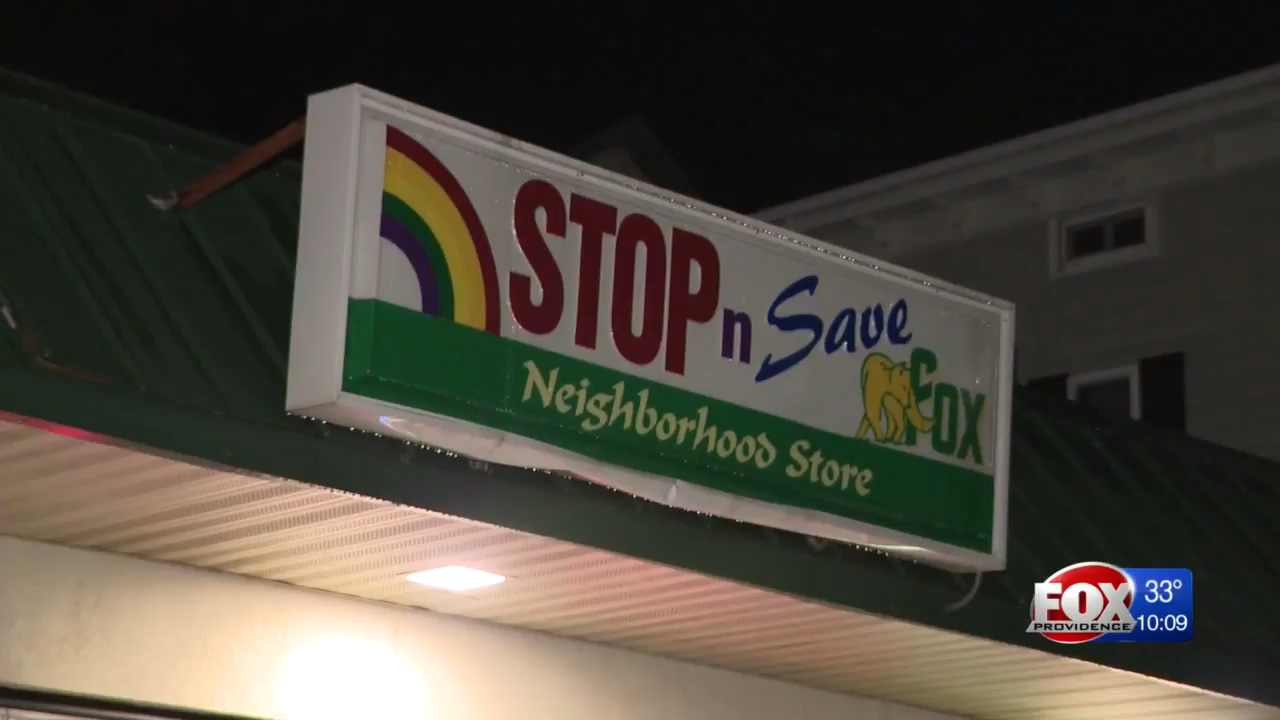 STOP n Save
FOX
Neighborhood Store
FOX 33°
PROVIDENCE 10:09